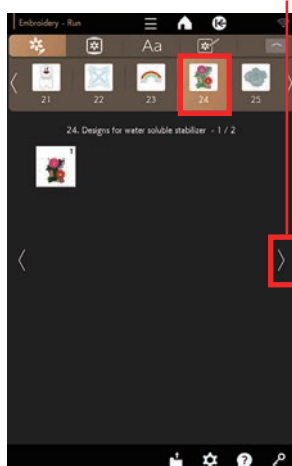 Embroidery - Run
Aa
21 22 23 24 25
24. Designs for water soluble stabilizer - 1 / 2
1
?